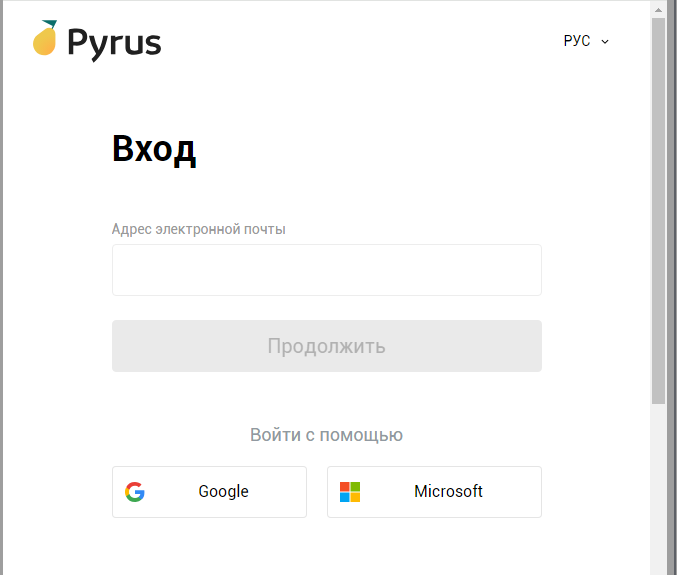 Pyrus
РУС
Вход
Адрес электронной почты
Продолжить
Войти с помощью
Google
Microsoft